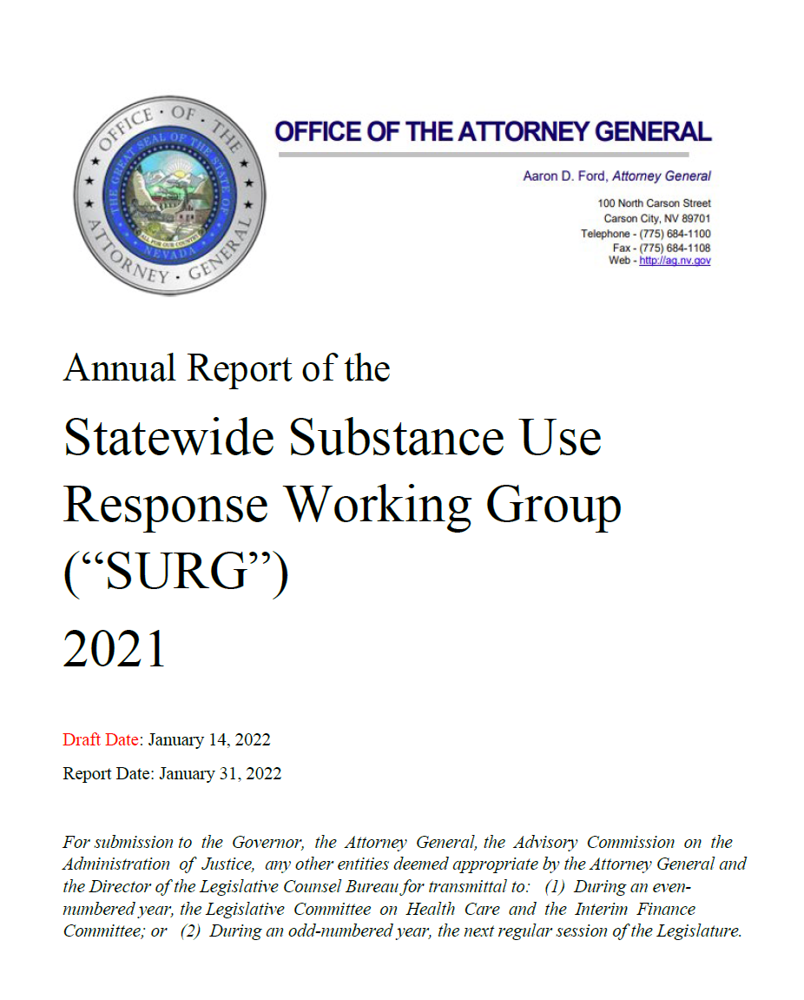 OFFICE OF THE
ATTORNEY GENERAL
THE GREAT SEAL OF THE STATE OF
NEVADA
ALL FOR OUR COUNTRY
OFFICE OF THE ATTORNEY GENERAL
Aaron D. Ford, Attorney General
100 North Carson Street
Carson City, NV 89701
Telephone - (775) 684-1100
Fax - (775) 684-1108
Web - http://ag.nv.gov
Annual Report of the
Statewide Substance Use
Response Working Group
(“SURG”)
2021
Draft Date: January 14, 2022
Report Date: January 31, 2022
For submission to the Governor, the Attorney General, the Advisory Commission on the
Administration of Justice, any other entities deemed appropriate by the Attorney General and
the Director of the Legislative Counsel Bureau for transmittal to: (1) During an even-
numbered year, the Legislative Committee on Health Care and the Interim Finance
Committee; or (2) During an odd-numbered year, the next regular session of the Legislature.